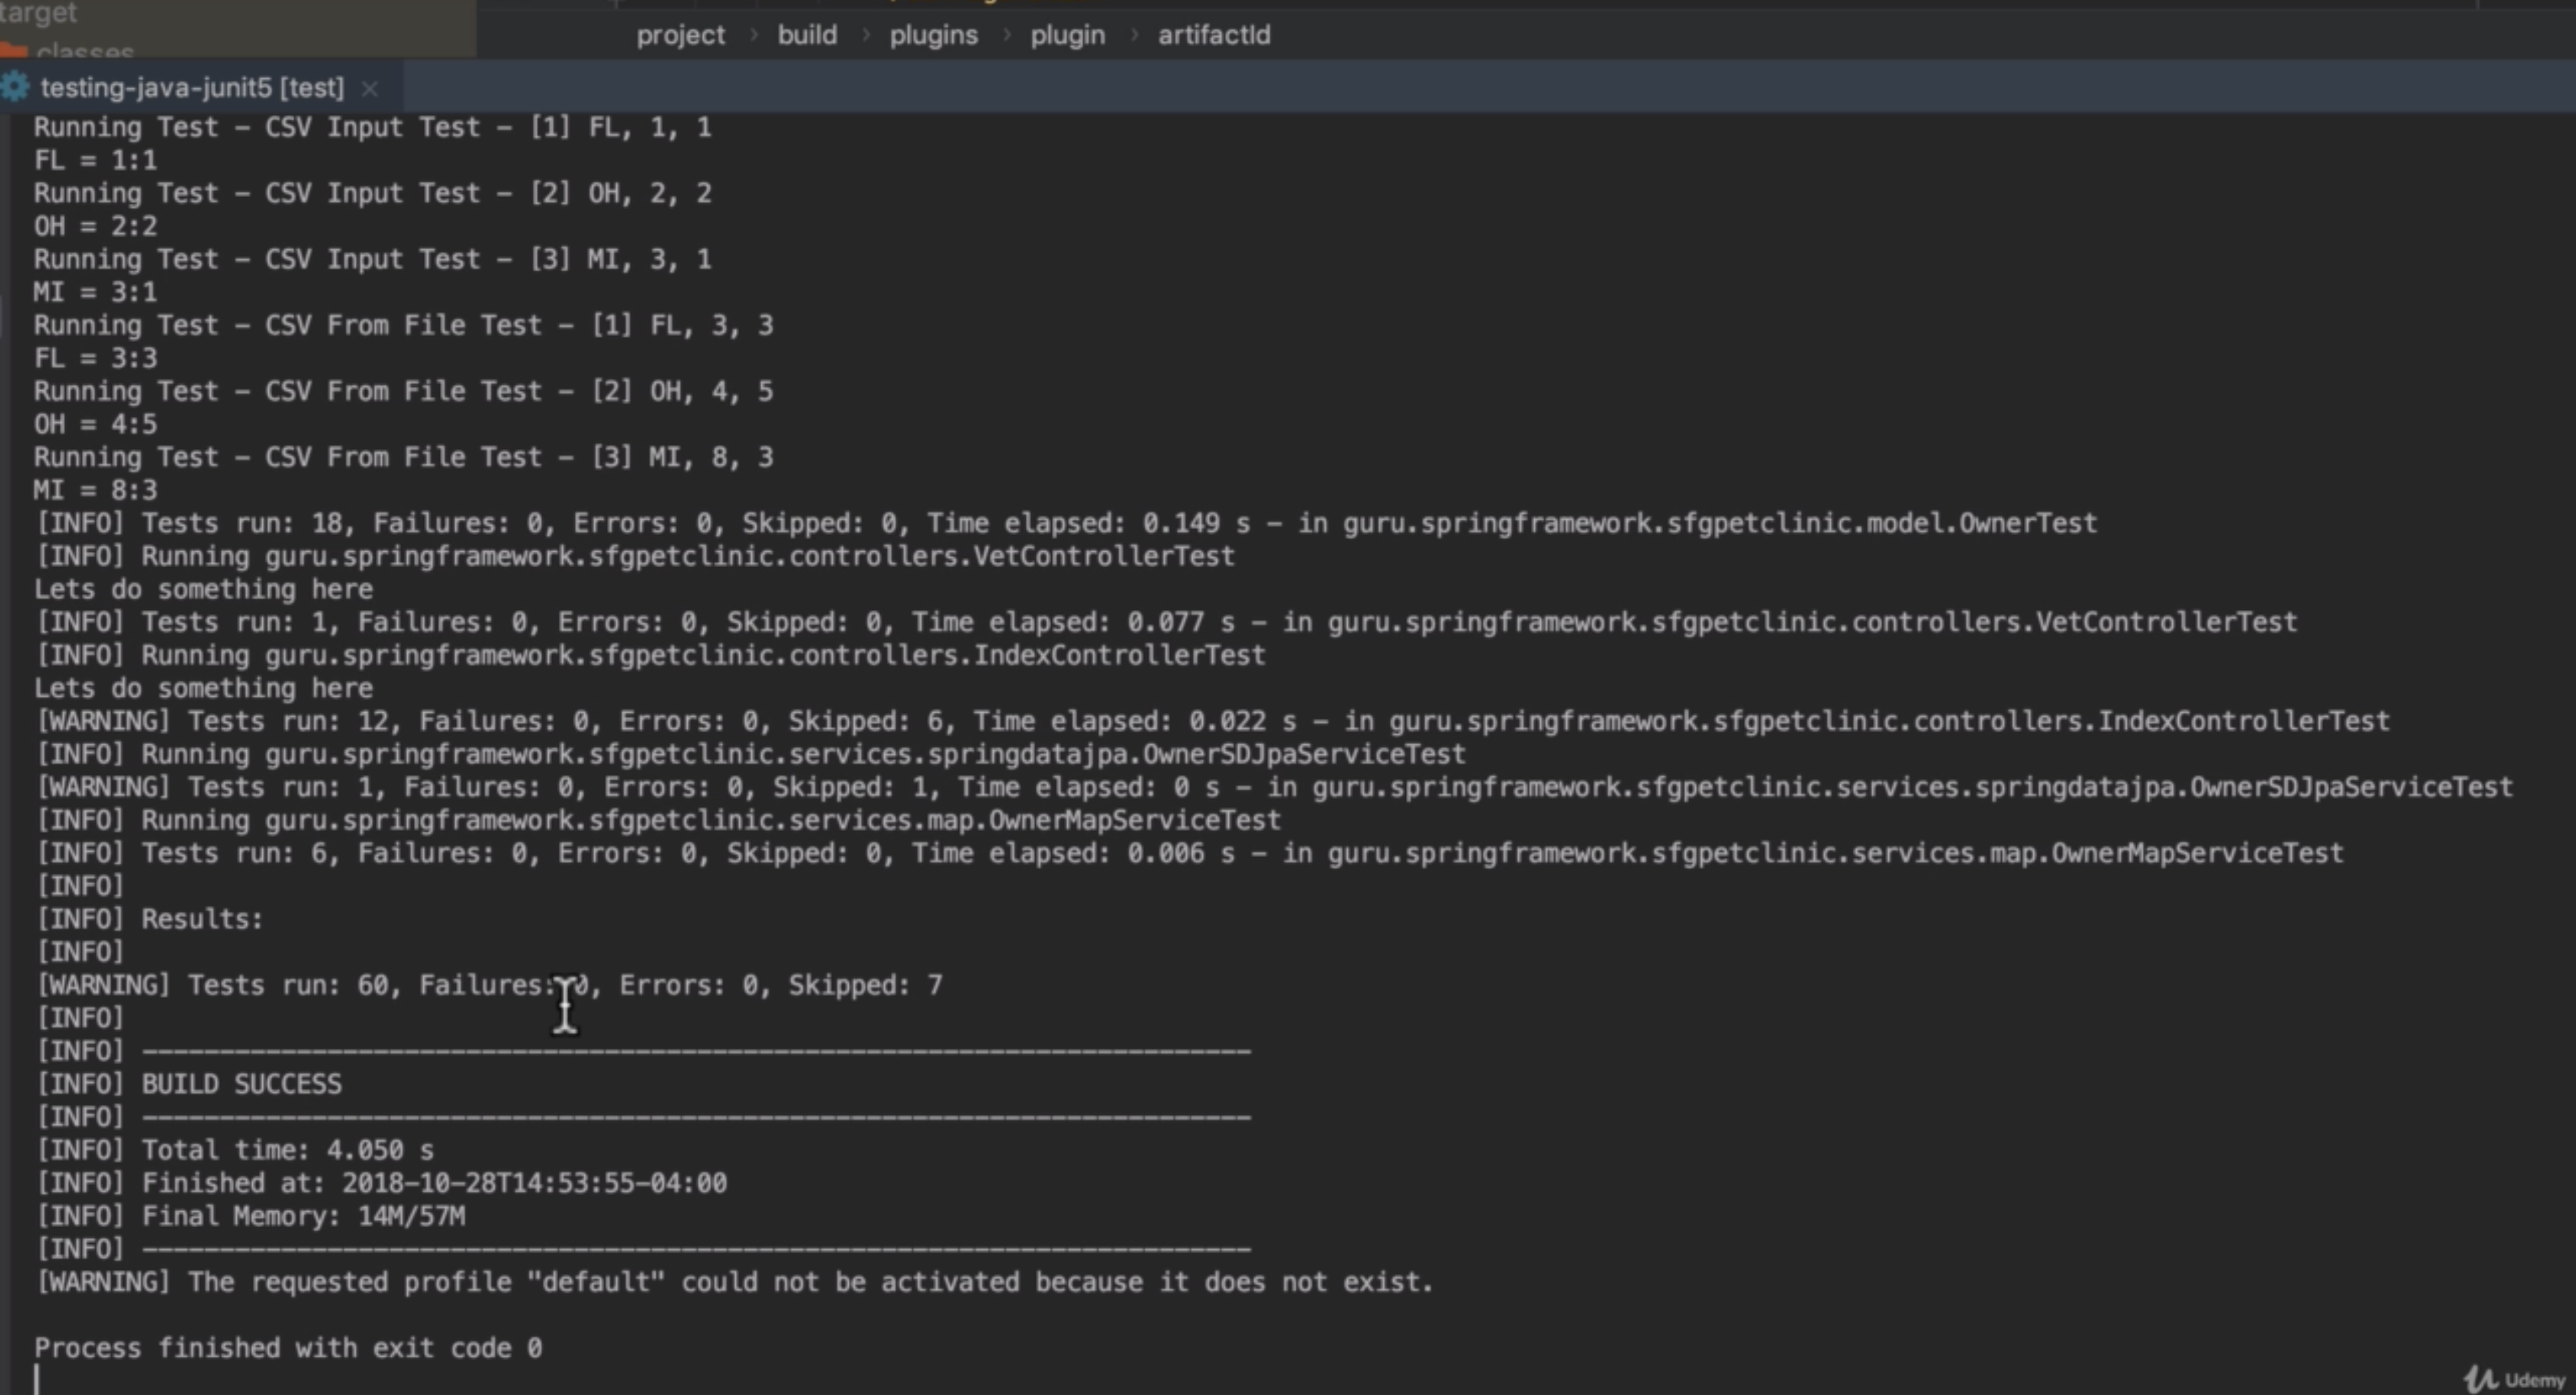 target
classes
project > build > plugins > plugin > artifactId
testing-java-junit5 [test] ×
Running Test – CSV Input Test – [1] FL, 1, 1
FL = 1:1
Running Test – CSV Input Test – [2] OH, 2, 2
OH = 2:2
Running Test – CSV Input Test – [3] MI, 3, 1
MI = 3:1
Running Test – CSV From File Test – [1] FL, 3, 3
FL = 3:3
Running Test – CSV From File Test – [2] OH, 4, 5
OH = 4:5
Running Test – CSV From File Test – [3] MI, 8, 3
MI = 8:3
[INFO] Tests run: 18, Failures: 0, Errors: 0, Skipped: 0, Time elapsed: 0.149 s – in guru.springframework.sfgpetclinic.model.OwnerTest
[INFO] Running guru.springframework.sfgpetclinic.controllers.VetControllerTest
Lets do something here
[INFO] Tests run: 1, Failures: 0, Errors: 0, Skipped: 0, Time elapsed: 0.077 s – in guru.springframework.sfgpetclinic.controllers.VetControllerTest
[INFO] Running guru.springframework.sfgpetclinic.controllers.IndexControllerTest
Lets do something here
[WARNING] Tests run: 12, Failures: 0, Errors: 0, Skipped: 6, Time elapsed: 0.022 s – in guru.springframework.sfgpetclinic.controllers.IndexControllerTest
[INFO] Running guru.springframework.sfgpetclinic.services.springdatajpa.OwnerSDJpaServiceTest
[WARNING] Tests run: 1, Failures: 0, Errors: 0, Skipped: 1, Time elapsed: 0 s – in guru.springframework.sfgpetclinic.services.springdatajpa.OwnerSDJpaServiceTest
[INFO] Running guru.springframework.sfgpetclinic.services.map.OwnerMapServiceTest
[INFO] Tests run: 6, Failures: 0, Errors: 0, Skipped: 0, Time elapsed: 0.006 s – in guru.springframework.sfgpetclinic.services.map.OwnerMapServiceTest
[INFO]
[INFO] Results:
[INFO]
[WARNING] Tests run: 60, Failures: 0, Errors: 0, Skipped: 7
[INFO]
[INFO] ------------------------------------------------------------------------
[INFO] BUILD SUCCESS
[INFO] ------------------------------------------------------------------------
[INFO] Total time: 4.050 s
[INFO] Finished at: 2018-10-28T14:53:55-04:00
[INFO] Final Memory: 14M/57M
[INFO] ------------------------------------------------------------------------
[WARNING] The requested profile "default" could not be activated because it does not exist.
Process finished with exit code 0
Udemy